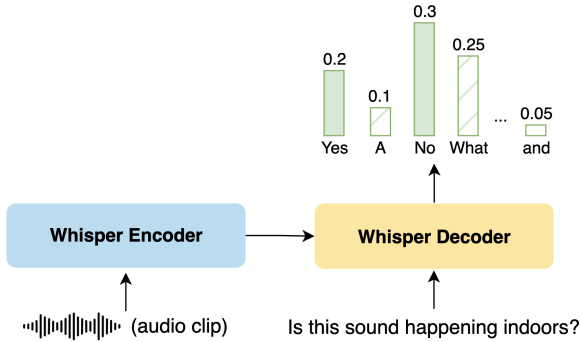 0.2 0.1 0.3 0.25 0.05
...
Yes A No What and
Whisper Encoder
Whisper Decoder
(audio clip)
Is this sound happening indoors?